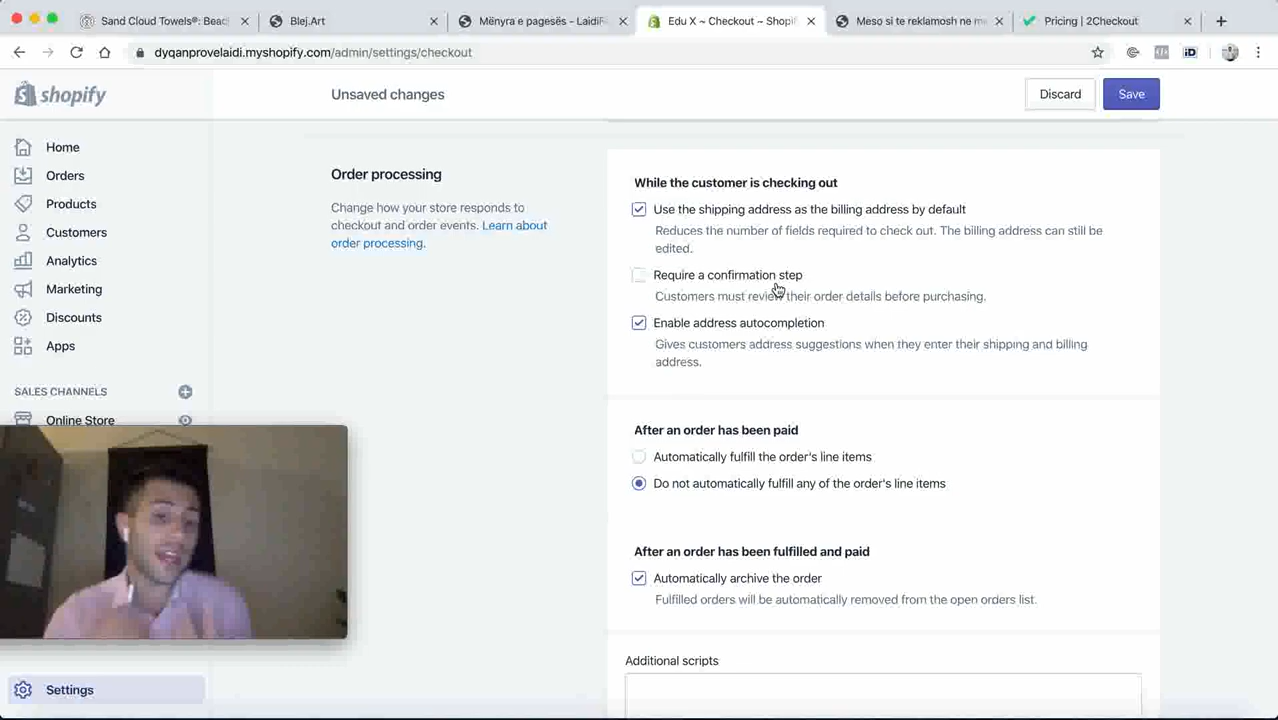 Sand Cloud Towels®: Beac
Blej.Art
Mënyra e pagesës - LaidiRe
Edu X ~ Checkout ~ Shopif
Meso si te reklamosh ne m
Pricing | 2Checkout
dyqanprovelaidi.myshopify.com/admin/settings/checkout
shopify
Unsaved changes
Discard
Save
Home
Orders
Products
Customers
Analytics
Marketing
Discounts
Apps
SALES CHANNELS
Online Store
Settings
Order processing
Change how your store responds to
checkout and order events. Learn about
order processing.
While the customer is checking out
Use the shipping address as the billing address by default
Reduces the number of fields required to check out. The billing address can still be
edited.
Require a confirmation step
Customers must review their order details before purchasing.
Enable address autocompletion
Gives customers address suggestions when they enter their shipping and billing
address.
After an order has been paid
Automatically fulfill the order's line items
Do not automatically fulfill any of the order's line items
After an order has been fulfilled and paid
Automatically archive the order
Fulfilled orders will be automatically removed from the open orders list.
Additional scripts